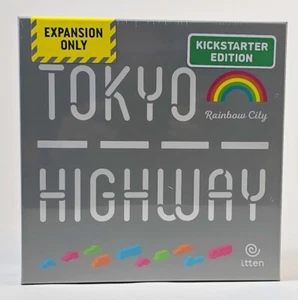 EXPANSION
ONLY
KICKSTARTER
EDITION
TOKYO
Rainbow City
HIGHWAY
itten